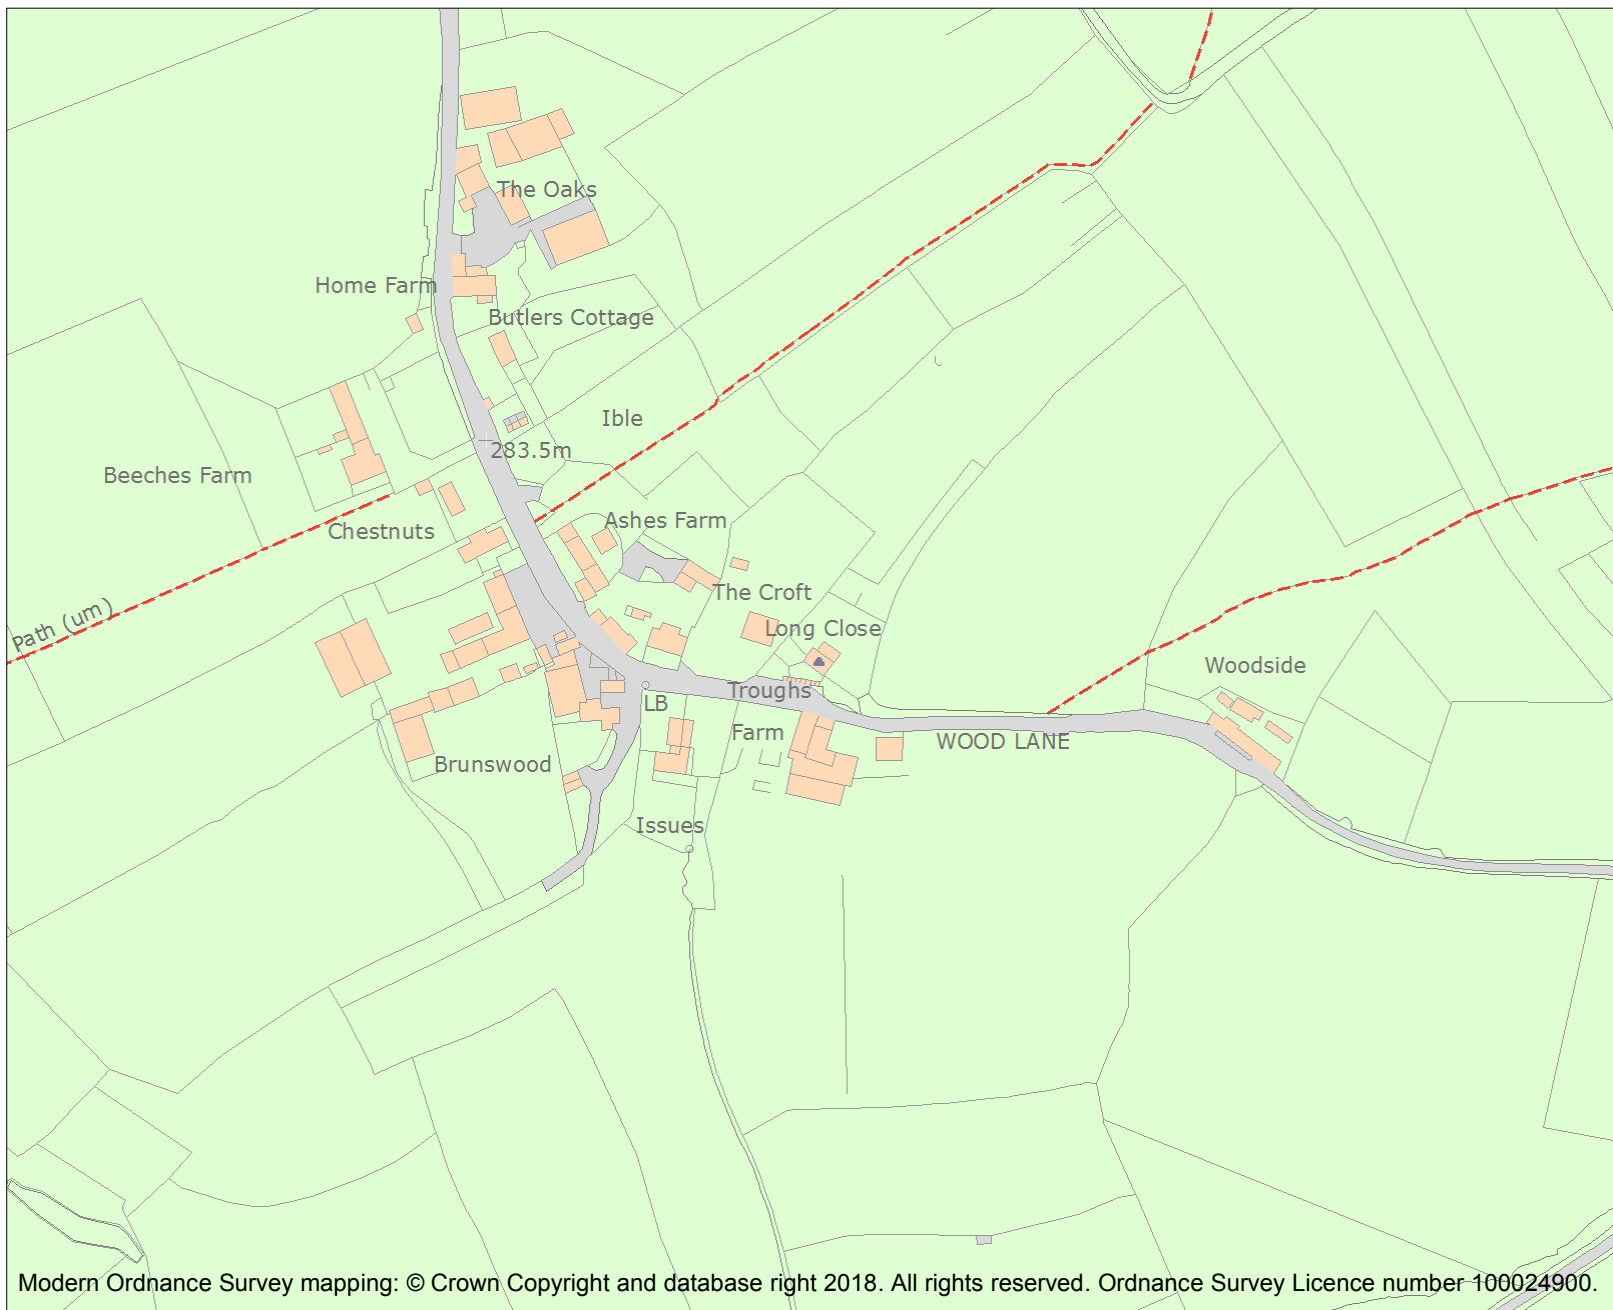 The Oaks
Home Farm
Butlers Cottage
Ible
283.5m
Beeches Farm
Ashes Farm
Chestnuts
The Croft
Path (um)
Long Close
Woodside
Troughs
LB
Farm
WOOD LANE
Brunswood
Issues
Modern Ordnance Survey mapping: © Crown Copyright and database right 2018. All rights reserved. Ordnance Survey Licence number 100024900.